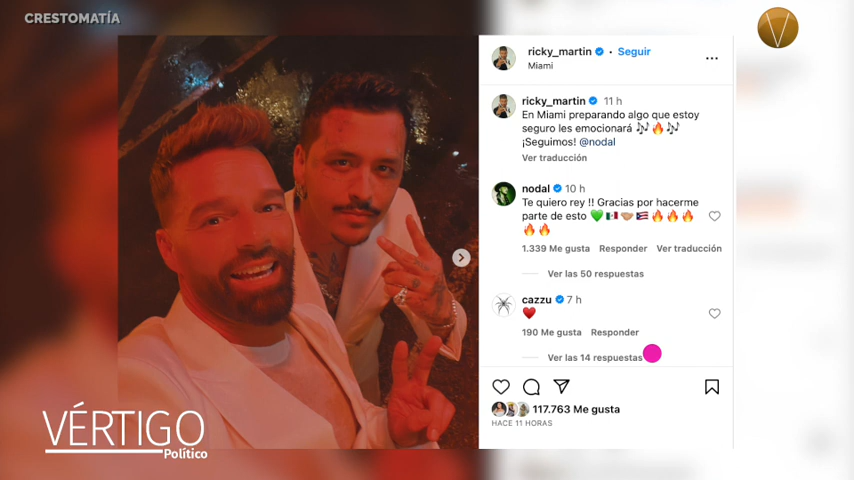 CRESTOMATÍA
V
ricky_martin • Seguir
Miami
ricky_martin 11 h
En Miami preparando algo que estoy
seguro les emocionará 🎶🔥🎶
¡Seguimos! @nodal
Ver traducción
nodal 10 h
Te quiero rey !! Gracias por hacerme
parte de esto 💚🇲🇽🤝🏽🇵🇷🔥🔥🔥
🔥🔥
1.339 Me gusta Responder Ver traducción
Ver las 50 respuestas
cazzu 7 h
♥️
190 Me gusta Responder
Ver las 14 respuestas
117.763 Me gusta
HACE 11 HORAS
VÉRTIGO
Político